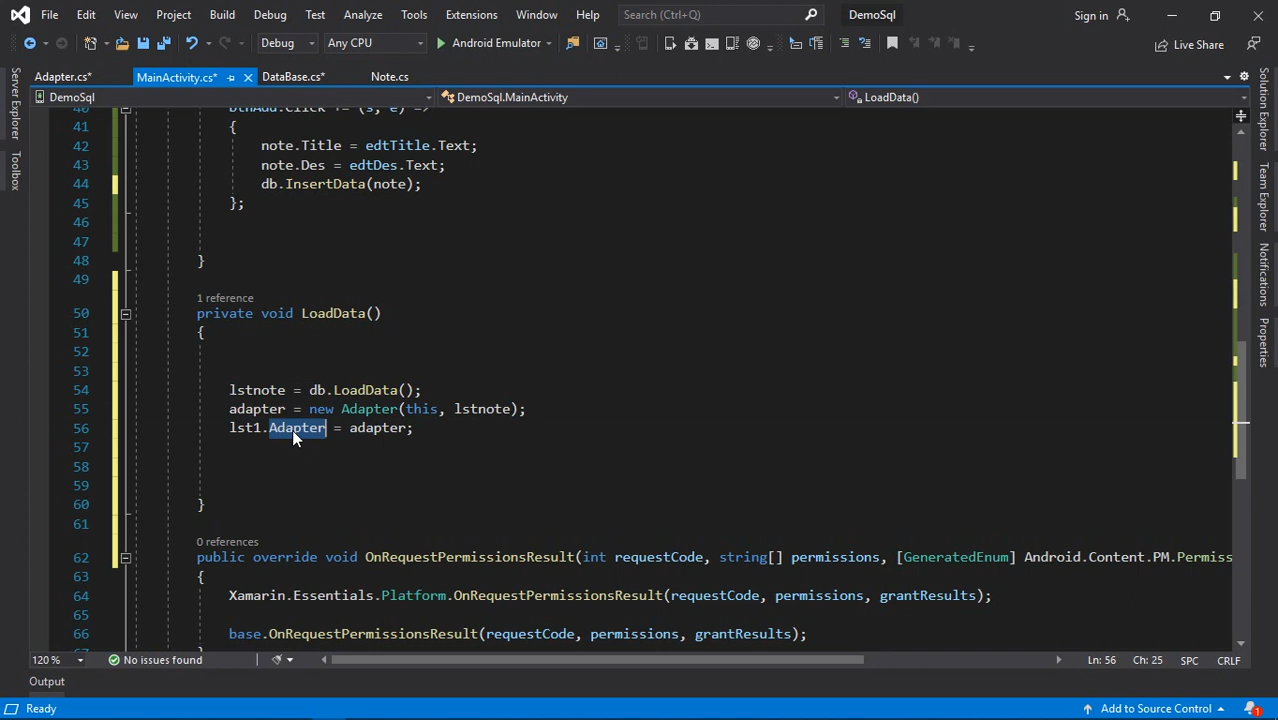 File Edit View Project Build Debug Test Analyze Tools Extensions Window Help Search (Ctrl+Q) DemoSql Sign in
Debug Any CPU Android Emulator Live Share
Adapter.cs* MainActivity.cs* DataBase.cs* Note.cs
DemoSql DemoSql.MainActivity LoadData()
Server Explorer
Toolbox
Solution Explorer
Team Explorer
Notifications
Properties
40 btnAdd.Click += (s, e) =>
41 {
42 note.Title = edtTitle.Text;
43 note.Des = edtDes.Text;
44 db.InsertData(note);
45 };
46
47
48 }
49
1 reference
50 private void LoadData()
51 {
52
53
54 lstnote = db.LoadData();
55 adapter = new Adapter(this, lstnote);
56 lst1.Adapter = adapter;
57
58
59
60 }
61
0 references
62 public override void OnRequestPermissionsResult(int requestCode, string[] permissions, [GeneratedEnum] Android.Content.PM.Permiss
63 {
64 Xamarin.Essentials.Platform.OnRequestPermissionsResult(requestCode, permissions, grantResults);
65
66 base.OnRequestPermissionsResult(requestCode, permissions, grantResults);
120 % No issues found Ln: 56 Ch: 25 SPC CRLF
Output
Ready Add to Source Control 1